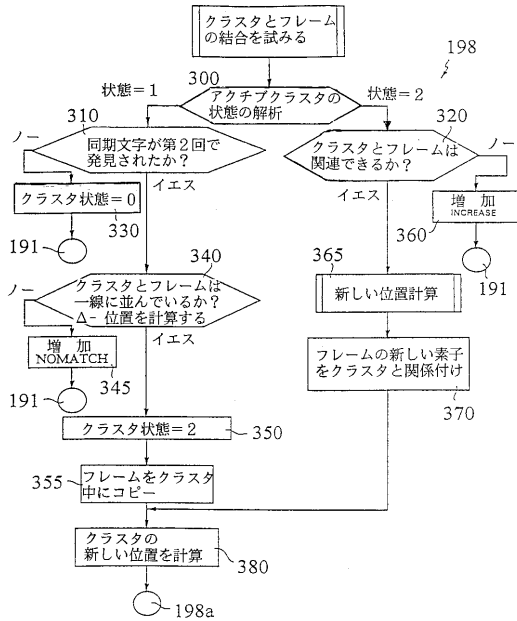 クラスタとフレーム
の結合を試みる
198
300
状態=1
アクチブクラスタの
状態の解析
状態=2
310
同期文字が第2回で
発見されたか?
ノー
イエス
320
クラスタとフレームは
関連できるか?
ノー
イエス
クラスタ状態=0
330
191
増加
INCREASE
360
191
340
クラスタとフレームは
一線に並んでいるか?
Δ- 位置を計算する
ノー
イエス
365
新しい位置計算
増加
NOMATCH
345
191
フレームの新しい素子
をクラスタと関係付け
370
クラスタ状態=2
350
355
フレームをクラスタ
中にコピー
クラスタの
新しい位置を計算
380
198a